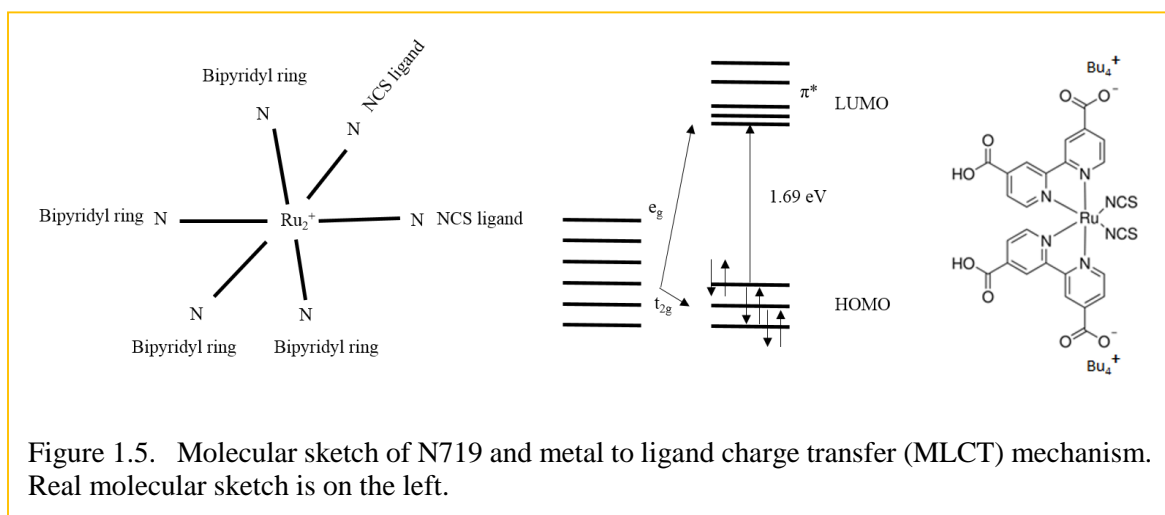 Bipyridyl ring
N
NCS ligand
N
Bipyridyl ring N
Ru₂⁺
N NCS ligand
N
Bipyridyl ring
N
Bipyridyl ring
e_g
t_2g
π*
LUMO
1.69 eV
HOMO
Bu₄⁺
O
O⁻
O
HO
N
N
NCS
Ru
NCS
N
N
HO
O
O
O⁻
Bu₄⁺
Figure 1.5. Molecular sketch of N719 and metal to ligand charge transfer (MLCT) mechanism.
Real molecular sketch is on the left.